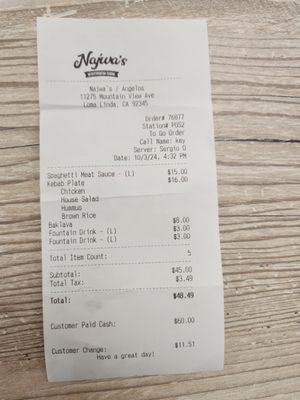 Najwa's
Najwa's / Angelos
11275 Mountain View Ave
Loma Linda, CA 92345
Order# 76877
Station# POS2
To Go Order
Call Name: key
Server: Sergio O
Date: 10/3/24, 4:32 PM
Spaghetti Meat Sauce - (L) $15.00
Kebab Plate $16.00
Chicken
House Salad
Hummus
Brown Rice
Baklava $8.00
Fountain Drink - (L) $3.00
Fountain Drink - (L) $3.00
Total Item Count: 5
Subtotal: $45.00
Total Tax: $3.49
Total: $48.49
Customer Paid Cash: $60.00
Customer Change: $11.51
Have a great day!